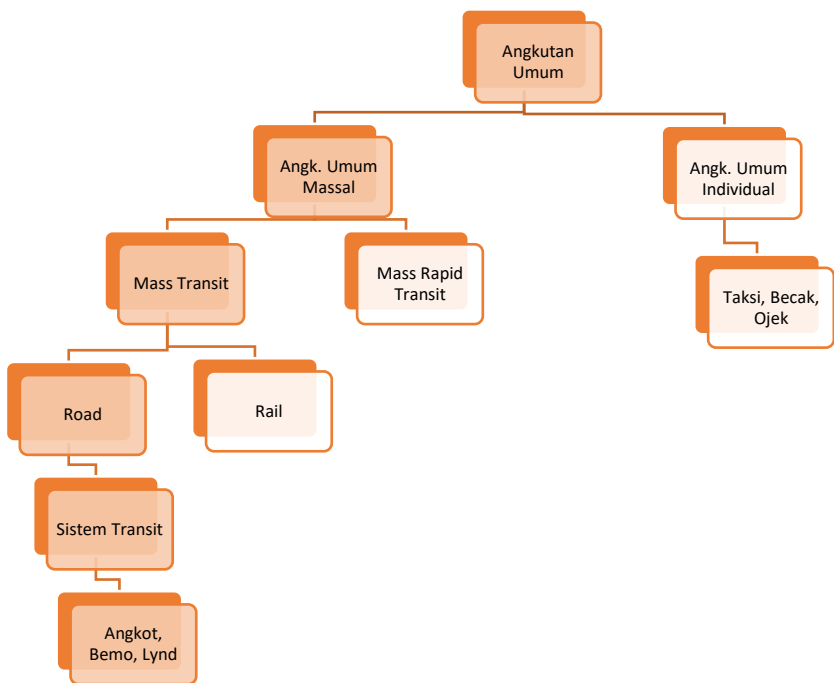 Angkutan
Umum
Angk. Umum
Massal
Angk. Umum
Individual
Mass Transit
Mass Rapid
Transit
Taksi, Becak,
Ojek
Road
Rail
Sistem Transit
Angkot,
Bemo, Lynd